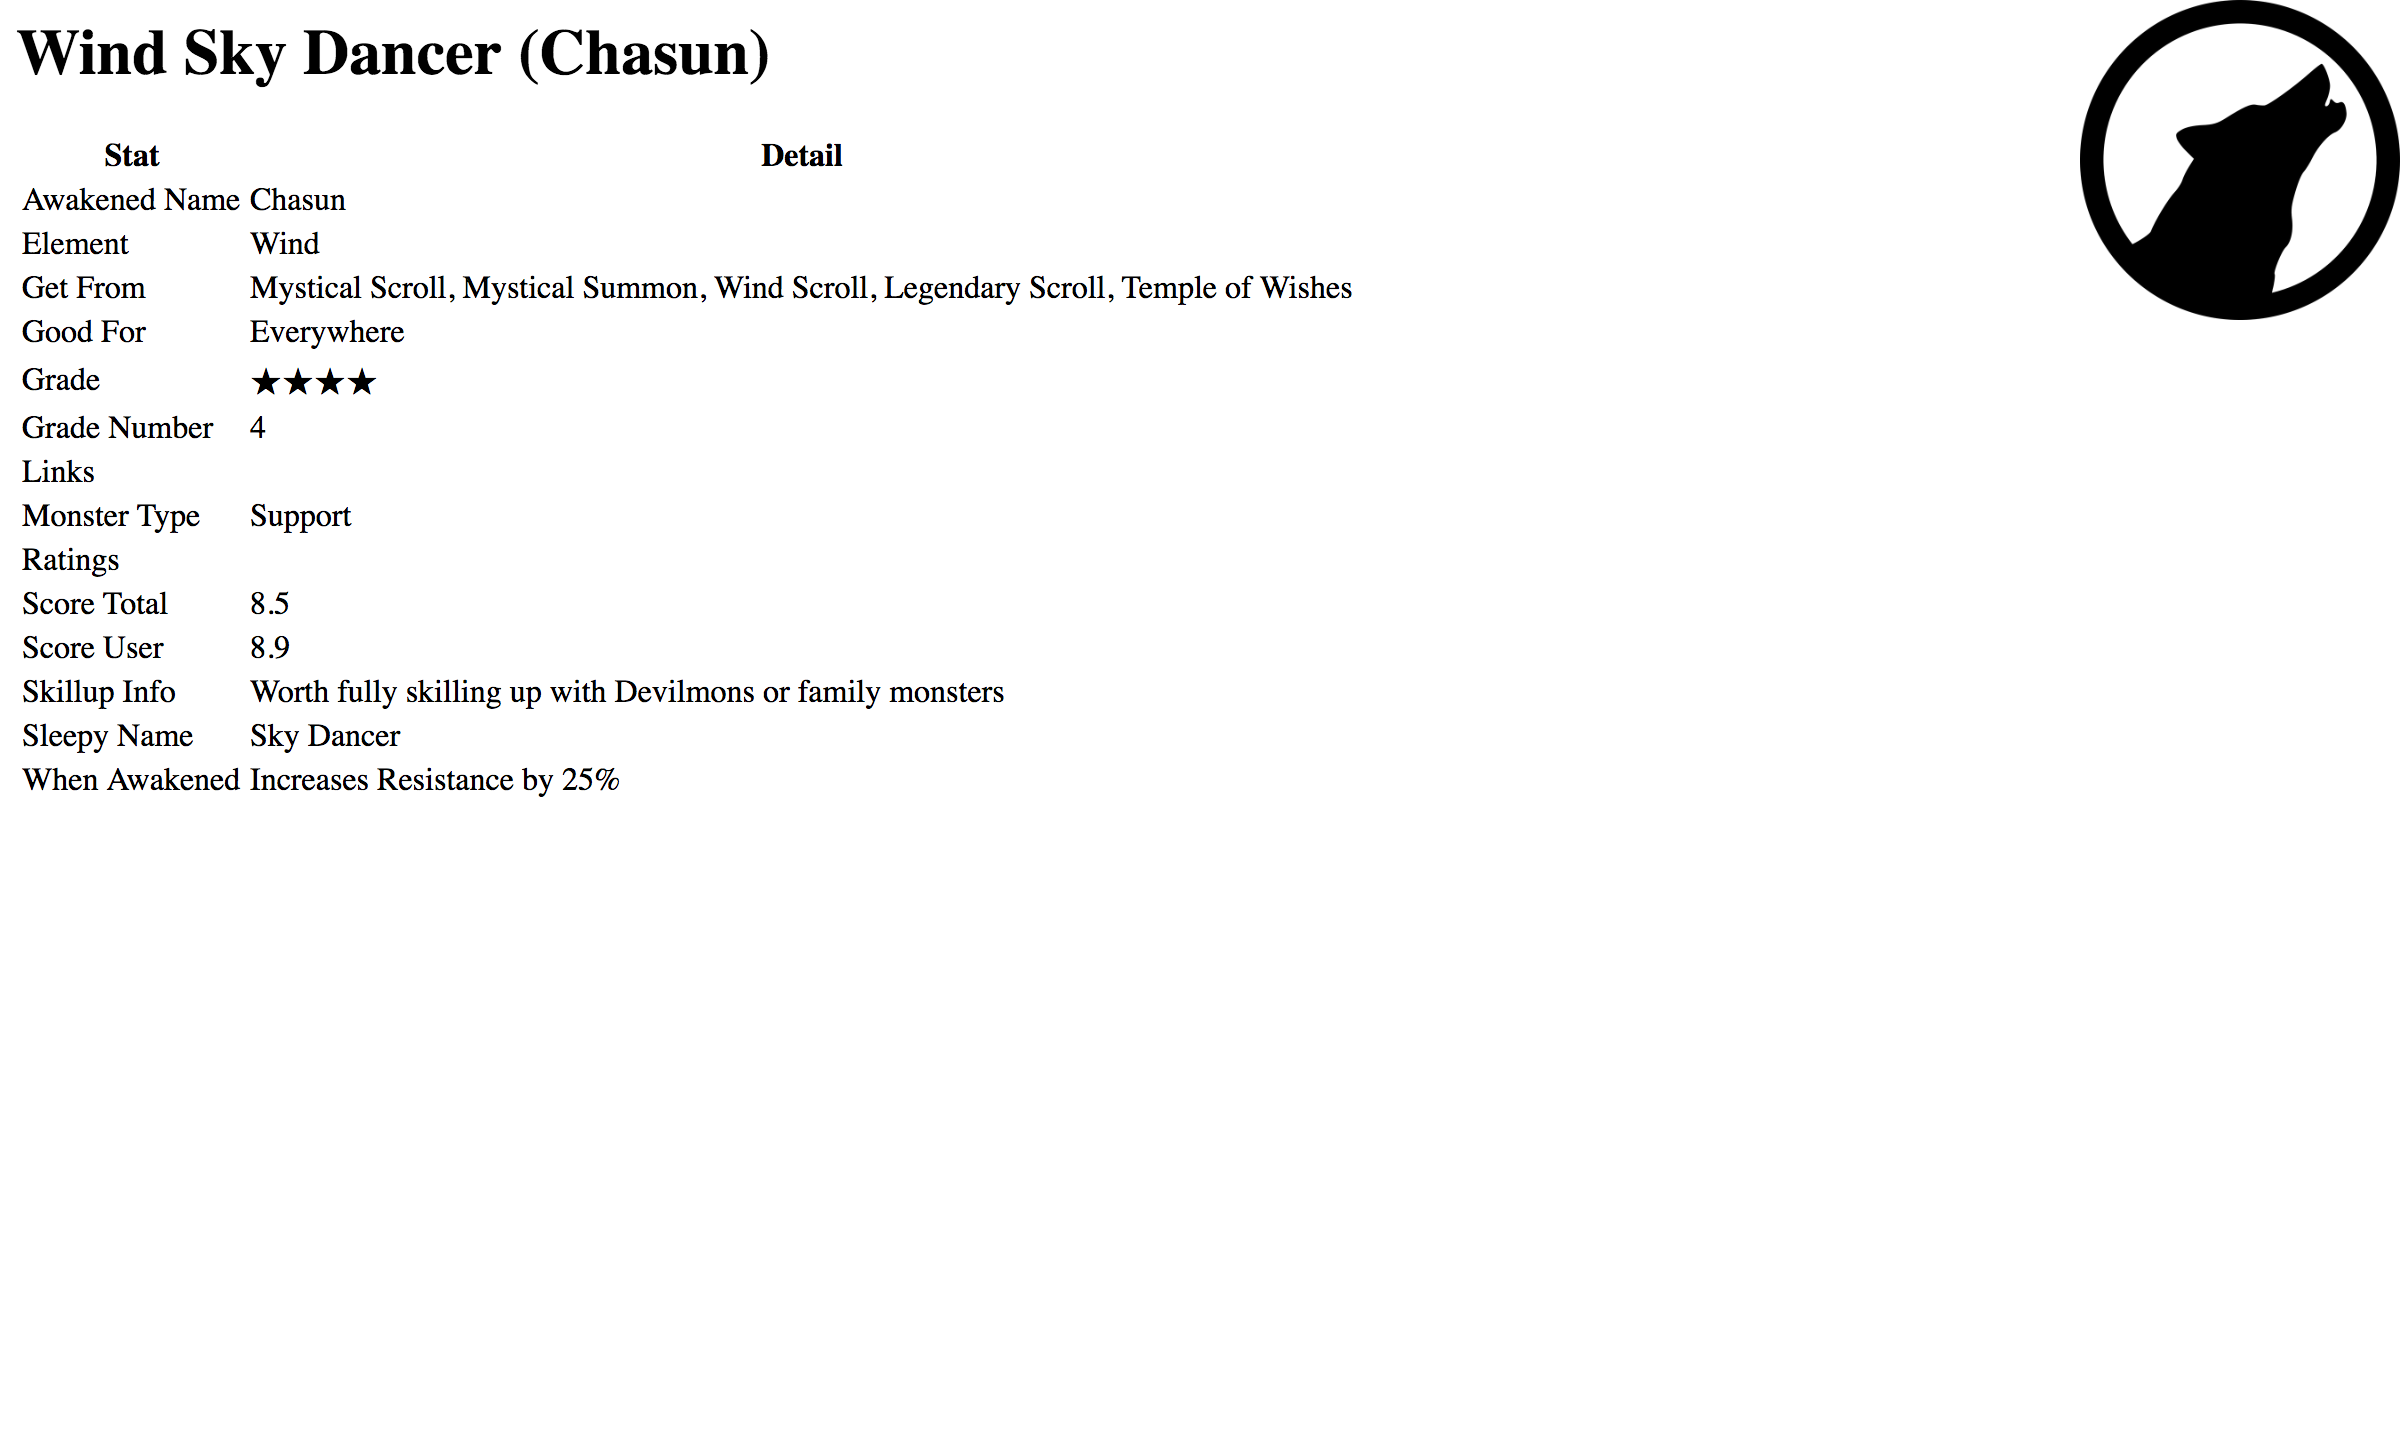 Wind Sky Dancer (Chasun)
Stat Detail
Awakened Name Chasun
Element Wind
Get From Mystical Scroll, Mystical Summon, Wind Scroll, Legendary Scroll, Temple of Wishes
Good For Everywhere
Grade ★★★★
Grade Number 4
Links
Monster Type Support
Ratings
Score Total 8.5
Score User 8.9
Skillup Info Worth fully skilling up with Devilmons or family monsters
Sleepy Name Sky Dancer
When Awakened Increases Resistance by 25%